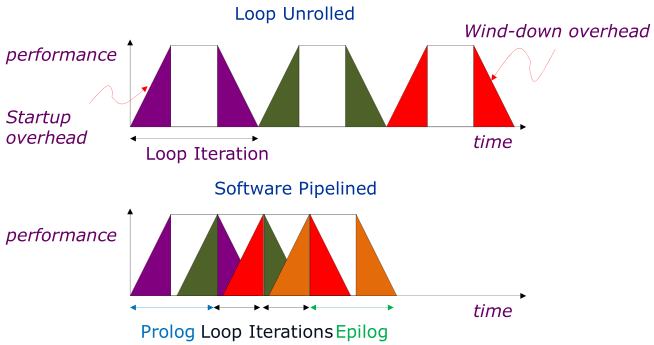 Loop Unrolled
Wind-down overhead
performance
Startup
overhead
time
Loop Iteration
Software Pipelined
performance
time
Prolog Loop Iterations Epilog